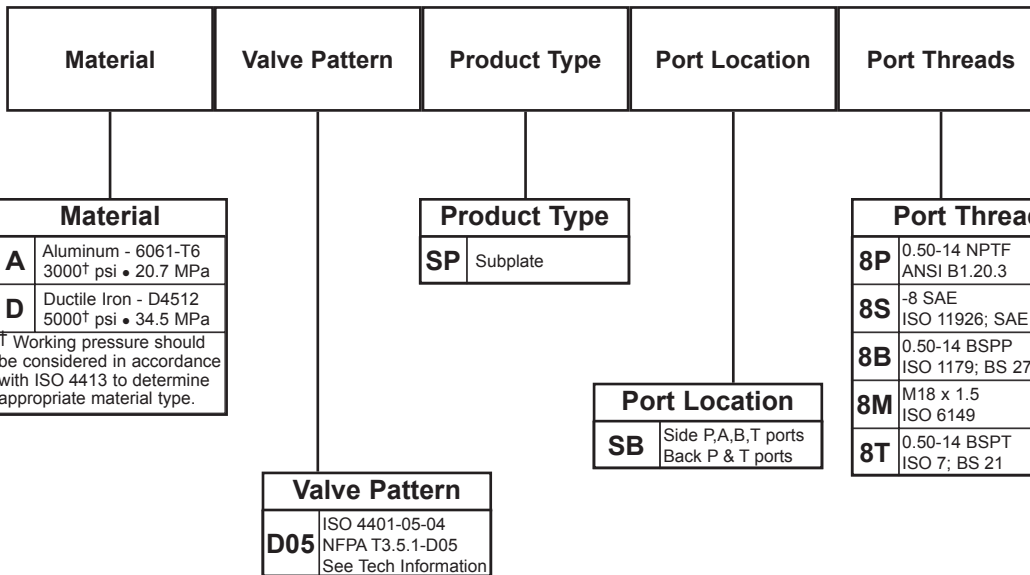 Material
Valve Pattern
Product Type
Port Location
Port Threads
Material
A
Aluminum - 6061-T6
3000† psi • 20.7 MPa
D
Ductile Iron - D4512
5000† psi • 34.5 MPa
† Working pressure should
be considered in accordance
with ISO 4413 to determine
appropriate material type.
Valve Pattern
D05
ISO 4401-05-04
NFPA T3.5.1-D05
See Tech Information
Product Type
SP
Subplate
Port Location
SB
Side P,A,B,T ports
Back P & T ports
Port
8P
0.50-14 NPTF
ANSI B1.20.3
8S
-8 SAE
ISO 11926; SAE
8B
0.50-14 BSPP
ISO 1179; BS
8M
M18 x 1.5
ISO 6149
8T
0.50-14 BSPT
ISO 7; BS 21